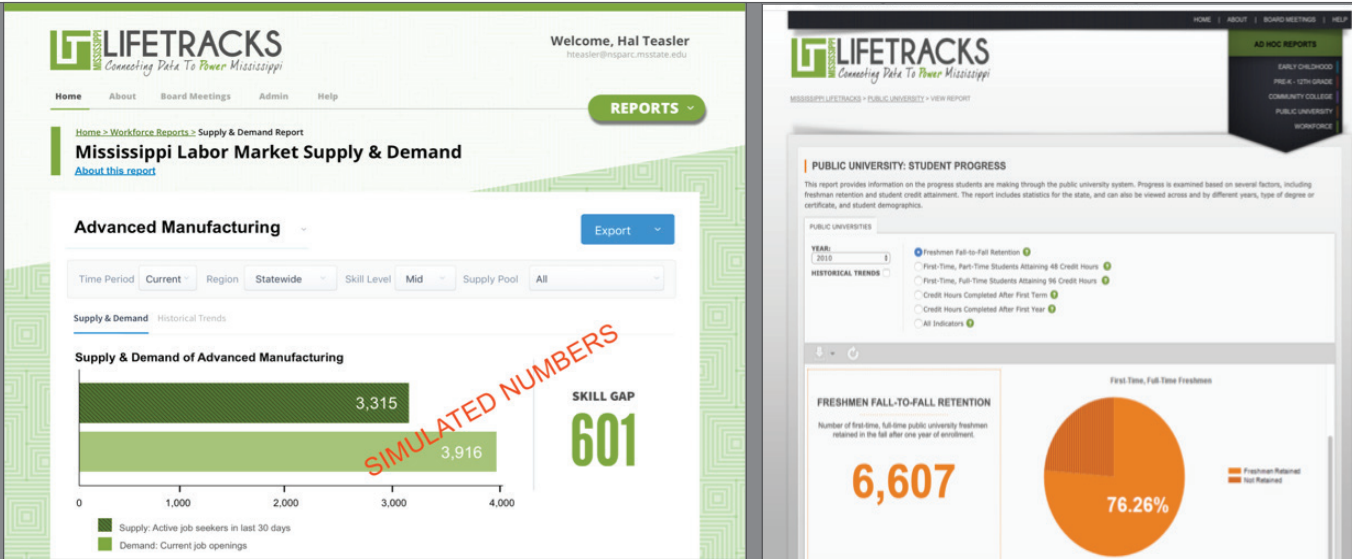 LT MISSISSIPPI LIFETRACKS
Connecting Data To Power Mississippi
Welcome, Hal Teasler
hteasler@nsparc.msstate.edu
Home About Board Meetings Admin Help
REPORTS
Home > Workforce Reports > Supply & Demand Report
Mississippi Labor Market Supply & Demand
About this report
Advanced Manufacturing
Export
Time Period Current Region Statewide Skill Level Mid Supply Pool All
Supply & Demand Historical Trends
Supply & Demand of Advanced Manufacturing
3,315
3,916
SIMULATED NUMBERS
SKILL GAP
601
0 1,000 2,000 3,000 4,000
Supply: Active job seekers in last 30 days
Demand: Current job openings
HOME | ABOUT | BOARD MEETINGS | HELP
LT MISSISSIPPI LIFETRACKS
Connecting Data To Power Mississippi
AD HOC REPORTS
EARLY CHILDHOOD
PRE-K - 12TH GRADE
COMMUNITY COLLEGE
PUBLIC UNIVERSITY
WORKFORCE
MISSISSIPPI LIFETRACKS > PUBLIC UNIVERSITY > VIEW REPORT
PUBLIC UNIVERSITY: STUDENT PROGRESS
This report provides information on the progress students are making through the public university system. Progress is examined based on several factors, including
freshman retention and student credit attainment. The report includes statistics for the state, and can also be viewed across and by different years, type of degree or
certificate, and student demographics.
PUBLIC UNIVERSITIES
YEAR:
2010
HISTORICAL TRENDS
Freshmen Fall-to-Fall Retention ?
First-Time, Part-Time Students Attaining 48 Credit Hours ?
First-Time, Full-Time Students Attaining 96 Credit Hours ?
Credit Hours Completed After First Term ?
Credit Hours Completed After First Year ?
All Indicators ?
FRESHMEN FALL-TO-FALL RETENTION
Number of first-time, full-time public university freshmen
retained in the fall after one year of enrollment.
6,607
First-Time, Full-Time Freshmen
76.26%
Freshmen Retained
Not Retained